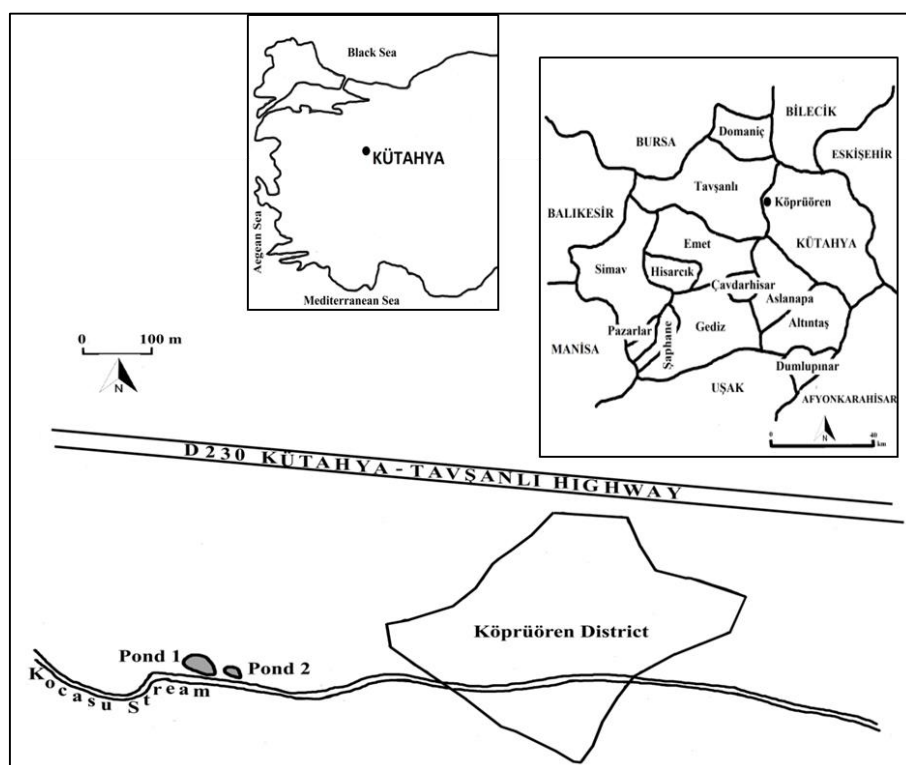 Black Sea
KÜTAHYA
Aegean Sea
Mediterranean Sea
BİLECİK
Domaniç
BURSA
ESKİŞEHİR
Tavşanlı
Köprüören
BALIKESİR
KÜTAHYA
Emet
Simav
Hisarcık
Çavdarhisar
Aslanapa
Pazarlar
Şaphane
Gediz
Altıntaş
MANİSA
Dumlupınar
UŞAK
AFYONKARAHİSAR
N
0 40
km
0 100 m
N
D230 KÜTAHYA-TAVŞANLI HIGHWAY
Köprüören District
Pond 1
Pond 2
Kocasu Stream